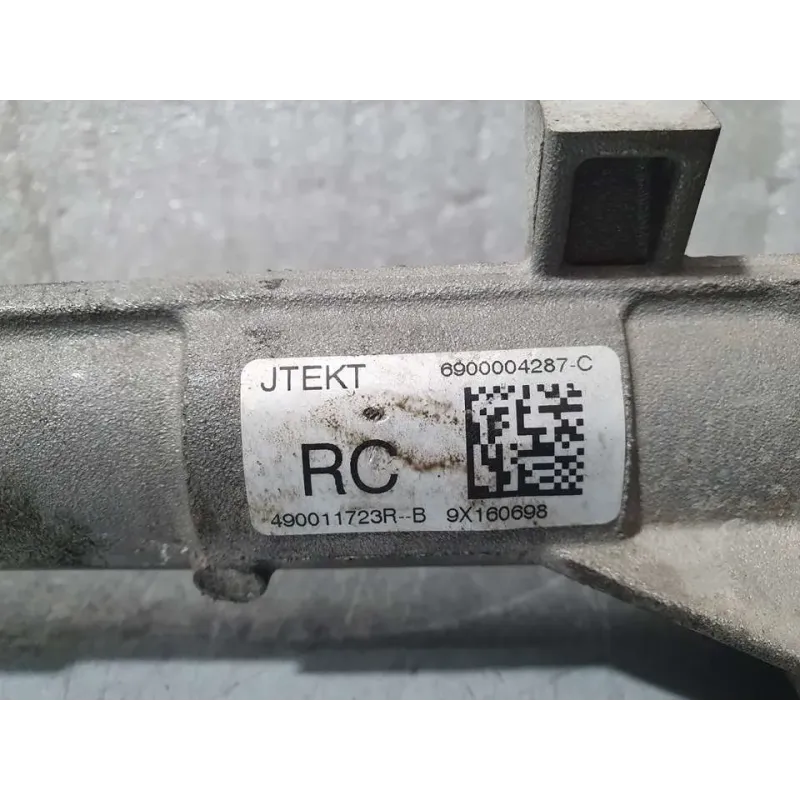 JTEKT 6900004287-C
RC
490011723R--B 9X160698